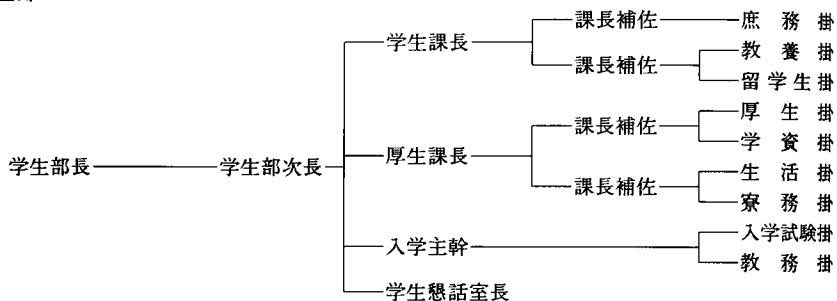 課長補佐 庶務掛
学生課長
教養掛
課長補佐
留学生掛
厚生掛
課長補佐
学資掛
学生部長 学生部次長 厚生課長
生活掛
課長補佐
寮務掛
入学試験掛
入学主幹
教務掛
学生懇話室長